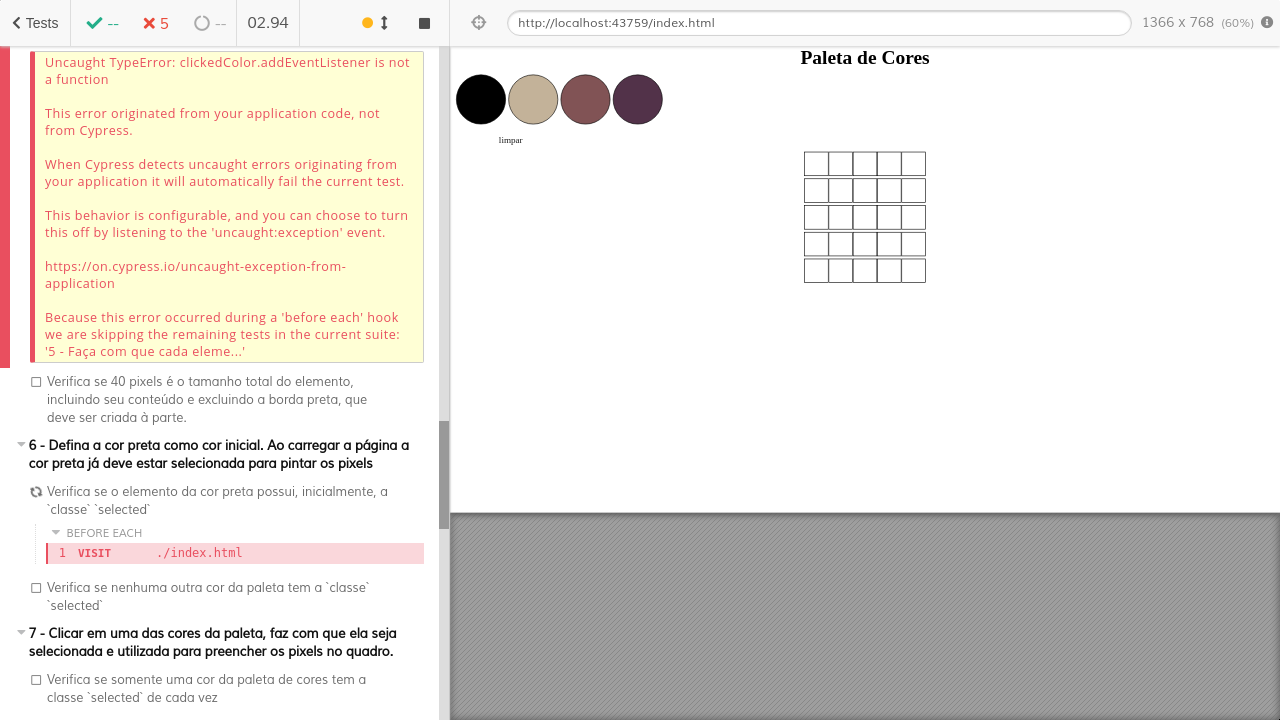 Tests
--
5
--
02.94
http://localhost:43759/index.html
1366 x 768 (60%)
Uncaught TypeError: clickedColor.addEventListener is not
a function
This error originated from your application code, not
from Cypress.
When Cypress detects uncaught errors originating from
your application it will automatically fail the current test.
This behavior is configurable, and you can choose to turn
this off by listening to the 'uncaught:exception' event.
https://on.cypress.io/uncaught-exception-from-
application
Because this error occurred during a 'before each' hook
we are skipping the remaining tests in the current suite:
'5 - Faça com que cada eleme...'
Verifica se 40 pixels é o tamanho total do elemento,
incluindo seu conteúdo e excluindo a borda preta, que
deve ser criada à parte.
6 - Defina a cor preta como cor inicial. Ao carregar a página a
cor preta já deve estar selecionada para pintar os pixels
Verifica se o elemento da cor preta possui, inicialmente, a
`classe` `selected`
BEFORE EACH
1 VISIT ./index.html
Verifica se nenhuma outra cor da paleta tem a `classe`
`selected`
7 - Clicar em uma das cores da paleta, faz com que ela seja
selecionada e utilizada para preencher os pixels no quadro.
Verifica se somente uma cor da paleta de cores tem a
classe `selected` de cada vez
Paleta de Cores
limpar